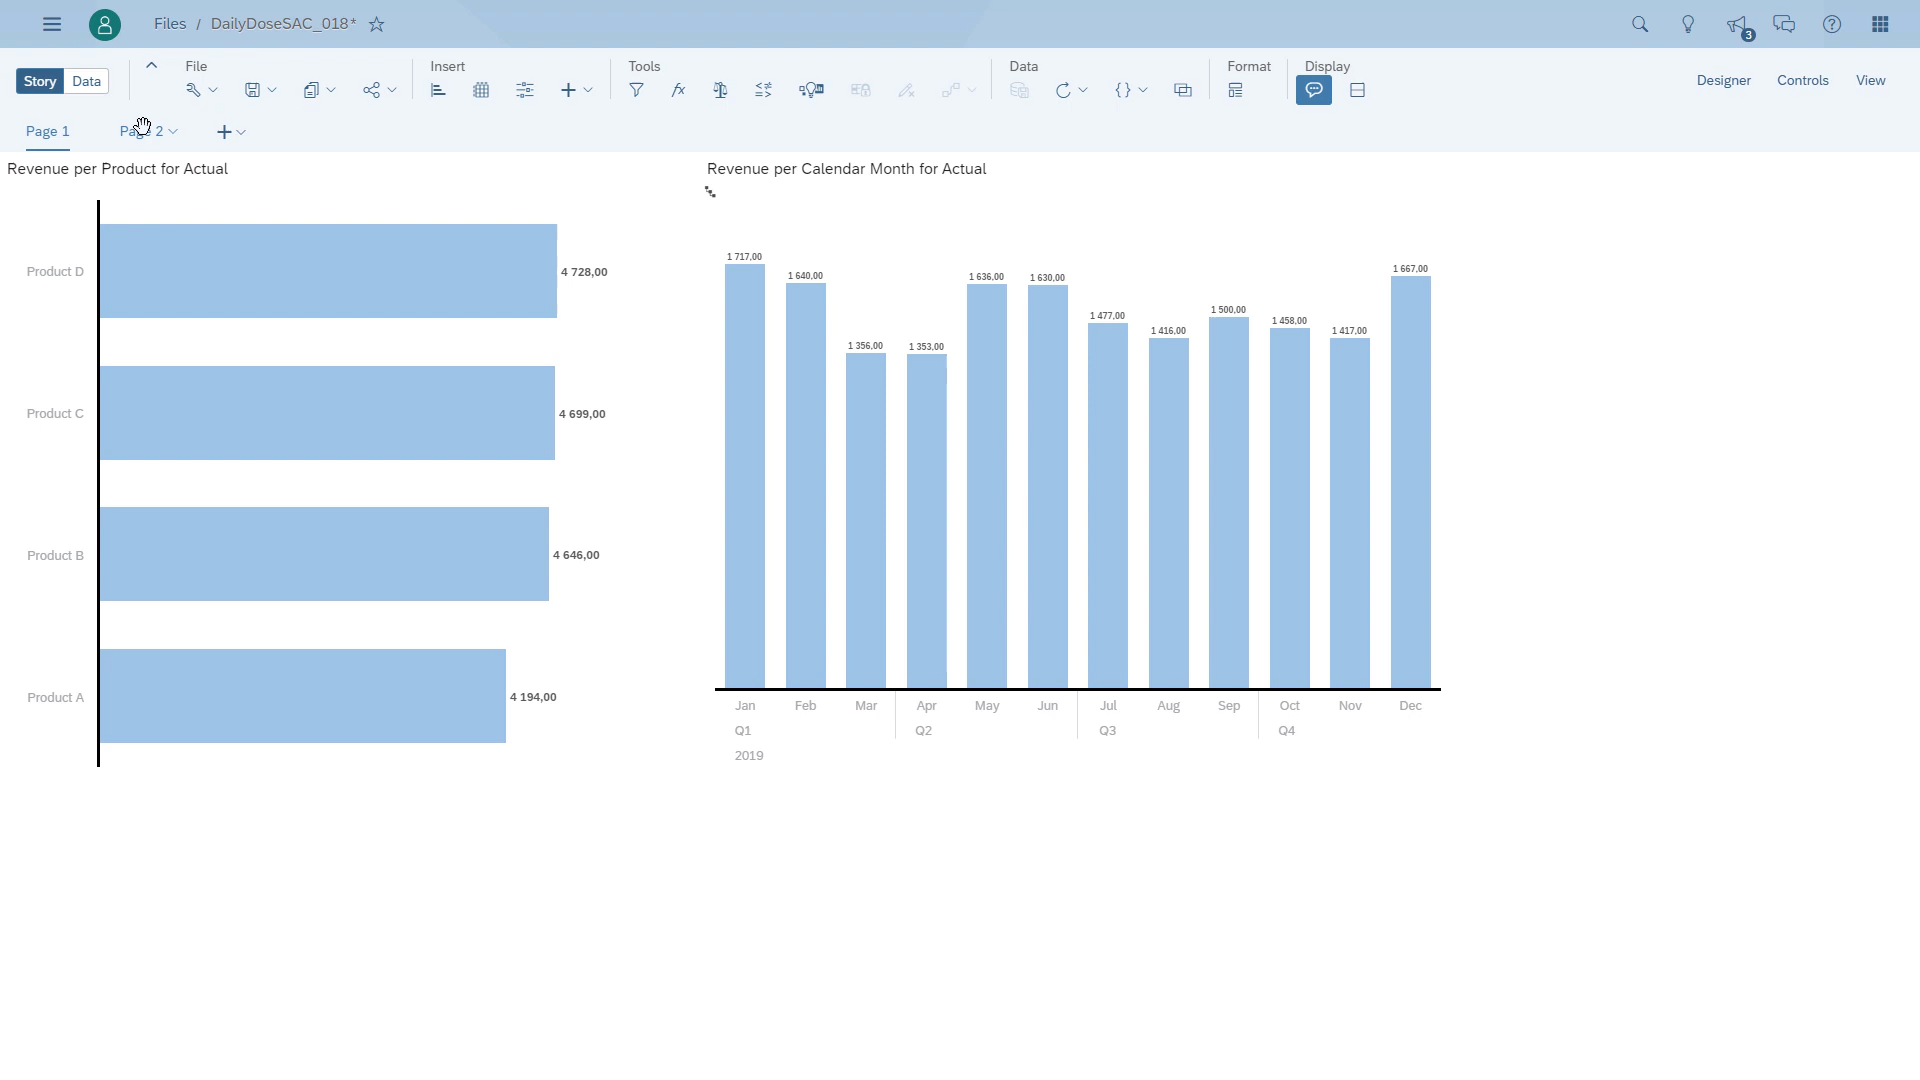 Files / DailyDoseSAC_018*
3
Story Data
File
Insert
Tools
Data
Format
Display
Designer Controls View
Page 1
Page 2
Revenue per Product for Actual
Product D 4 728,00
Product C 4 699,00
Product B 4 646,00
Product A 4 194,00
Revenue per Calendar Month for Actual
1 717,00 1 640,00 1 356,00 1 353,00 1 636,00 1 630,00 1 477,00 1 416,00 1 500,00 1 458,00 1 417,00 1 667,00
Jan Feb Mar Apr May Jun Jul Aug Sep Oct Nov Dec
Q1 Q2 Q3 Q4
2019